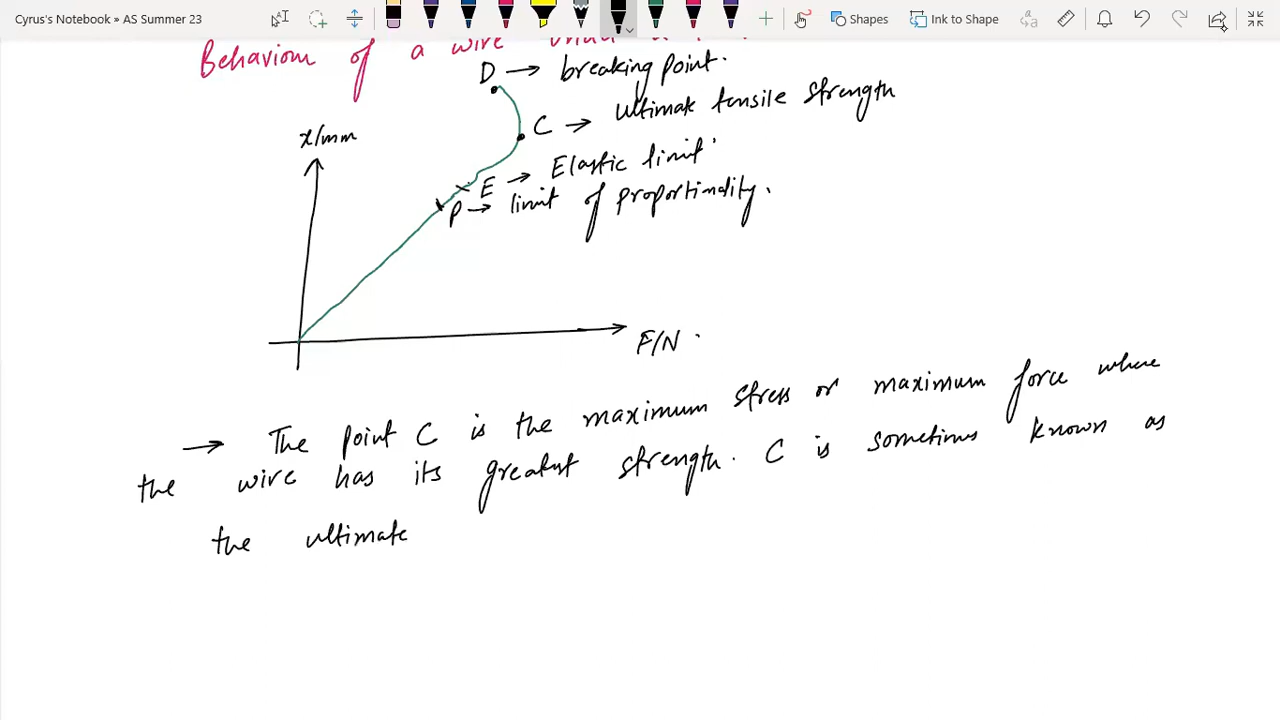 Cyrus's Notebook » AS Summer 23
Shapes
Ink to Shape
Behaviour of a wire
D → breaking point.
C → Ultimate tensile strength
x/mm
E → Elastic limit
P → limit of proportinality.
F/N
→ The point C is the maximum stress or maximum force where
the wire has its greatest strength. C is sometimes known as
the ultimate